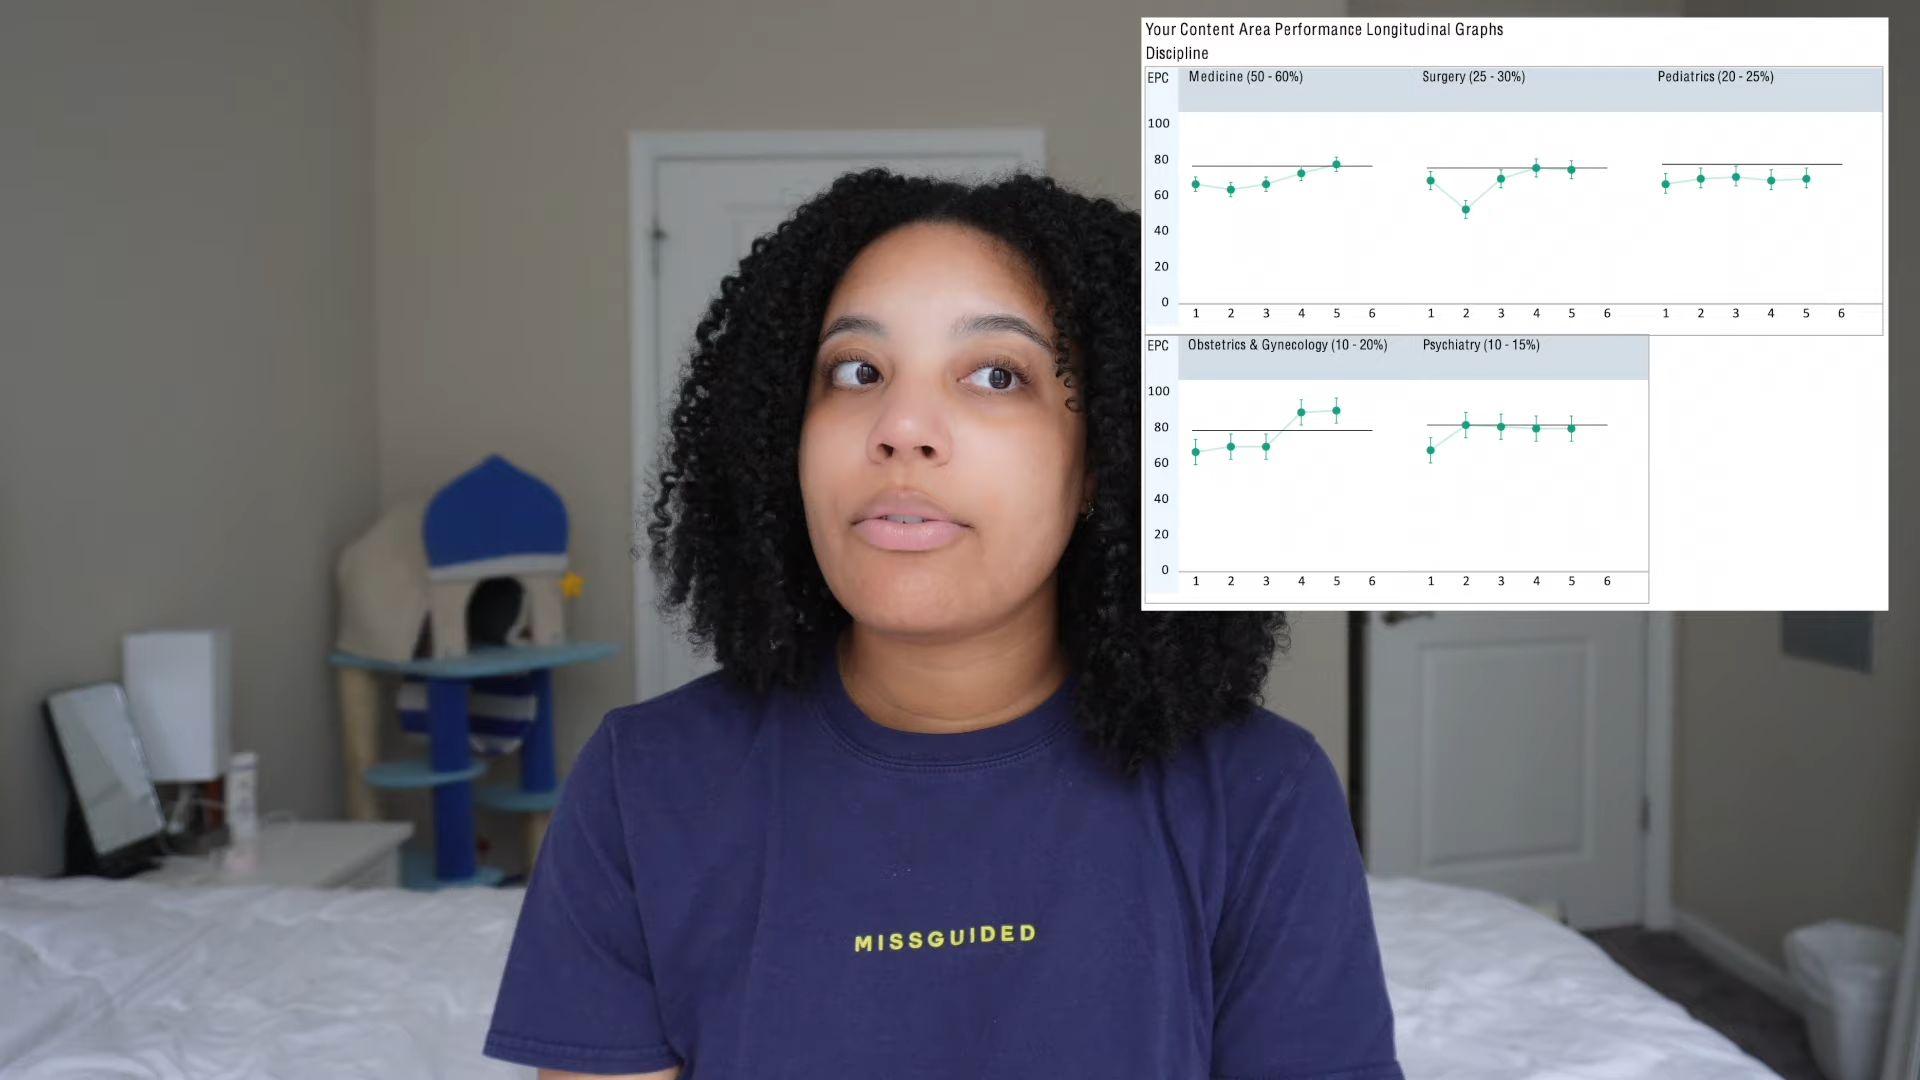 Your Content Area Performance Longitudinal Graphs
Discipline
EPC Medicine (50 - 60%) Surgery (25 - 30%) Pediatrics (20 - 25%)
100
80
60
40
20
0
1 2 3 4 5 6 1 2 3 4 5 6 1 2 3 4 5 6
EPC Obstetrics & Gynecology (10 - 20%) Psychiatry (10 - 15%)
100
80
60
40
20
0
1 2 3 4 5 6 1 2 3 4 5 6
MISSGUIDED